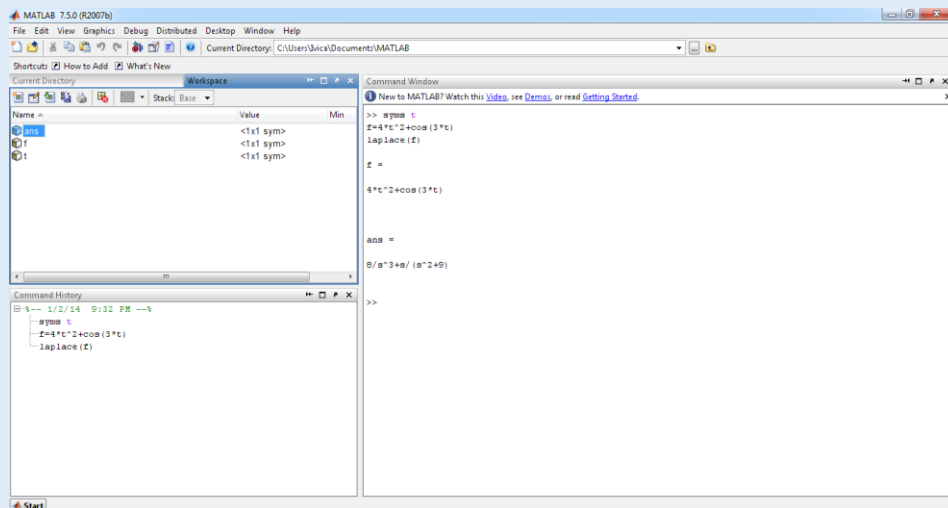 MATLAB 7.5.0 (R2007b)
File Edit View Graphics Debug Distributed Desktop Window Help
Current Directory: C:\Users\Ivica\Documents\MATLAB
Shortcuts How to Add What's New
Current Directory Workspace
Stack: Base
Name Value Min
ans <1x1 sym>
f <1x1 sym>
t <1x1 sym>
Command History
%-- 1/2/14 9:32 PM --%
syms t
f=4*t^2+cos(3*t)
laplace(f)
Command Window
New to MATLAB? Watch this Video, see Demos, or read Getting Started.
>> syms t
f=4*t^2+cos(3*t)
laplace(f)
f =
4*t^2+cos(3*t)
ans =
8/s^3+s/(s^2+9)
>>
Start